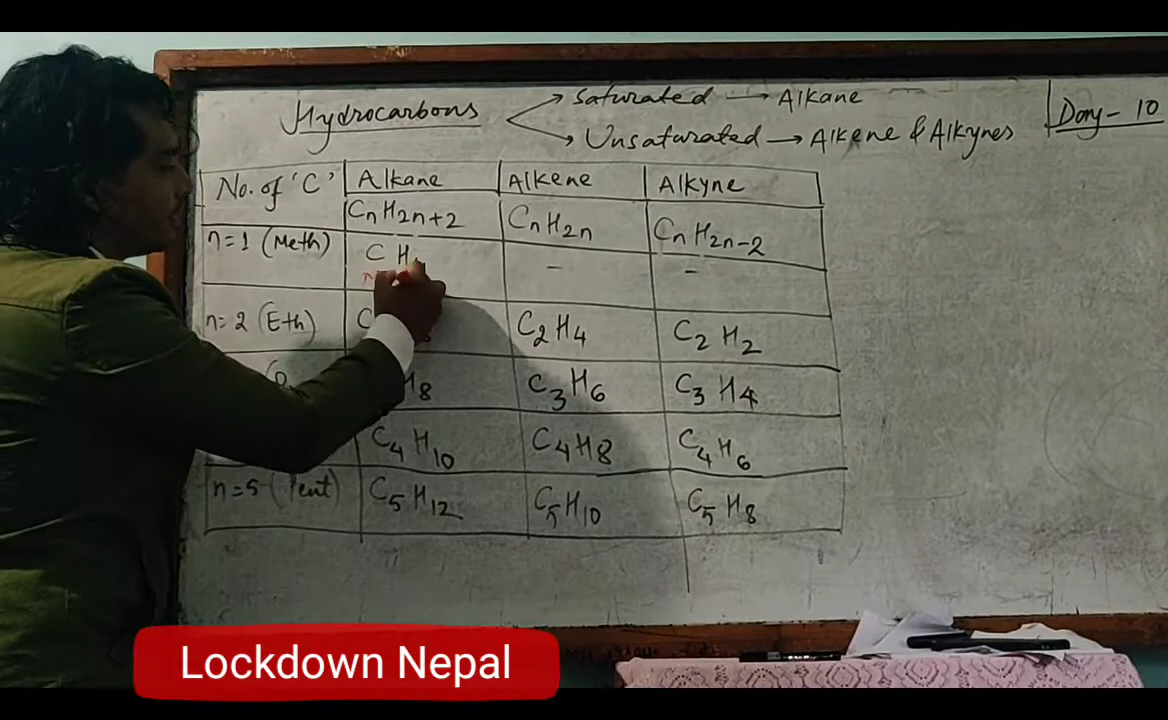 Hydrocarbons → Saturated → Alkane
→ Unsaturated → Alkene & Alkynes
Day-10
No. of 'C' Alkane Alkene Alkyne
CnH2n+2 CnH2n CnH2n-2
n=1 (Meth) CH - -
n=2 (Eth) C C2H4 C2H2
H8 C3H6 C3H4
C4H10 C4H8 C4H6
n=5 (Pent) C5H12 C5H10 C5H8
Lockdown Nepal